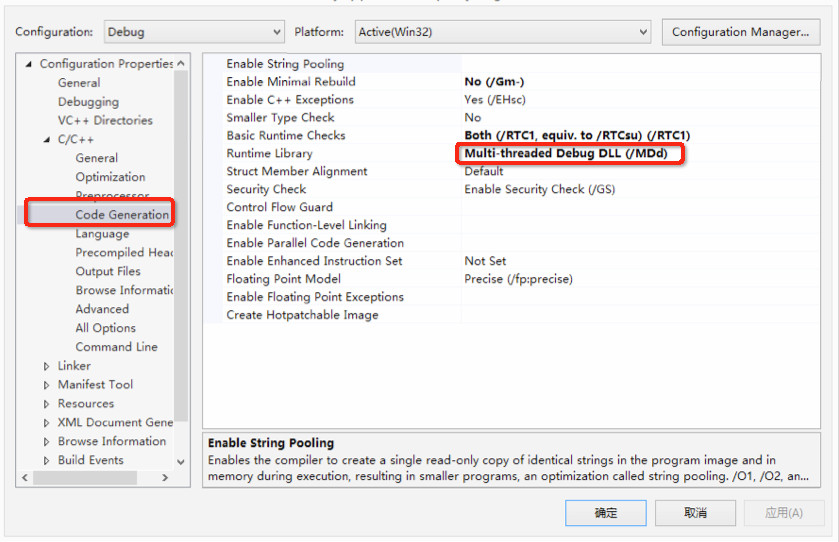 Configuration: Debug Platform: Active(Win32) Configuration Manager...
Configuration Properties
General
Debugging
VC++ Directories
C/C++
General
Optimization
Preprocessor
Code Generation
Language
Precompiled Head
Output Files
Browse Informatic
Advanced
All Options
Command Line
Linker
Manifest Tool
Resources
XML Document Gene
Browse Information
Build Events
Enable String Pooling
Enable Minimal Rebuild No (/Gm-)
Enable C++ Exceptions Yes (/EHsc)
Smaller Type Check No
Basic Runtime Checks Both (/RTC1, equiv. to /RTCsu) (/RTC1)
Runtime Library Multi-threaded Debug DLL (/MDd)
Struct Member Alignment Default
Security Check Enable Security Check (/GS)
Control Flow Guard
Enable Function-Level Linking
Enable Parallel Code Generation
Enable Enhanced Instruction Set Not Set
Floating Point Model Precise (/fp:precise)
Enable Floating Point Exceptions
Create Hotpatchable Image
Enable String Pooling
Enables the compiler to create a single read-only copy of identical strings in the program image and in
memory during execution, resulting in smaller programs, an optimization called string pooling. /O1, /O2, an...
确定 取消 应用(A)